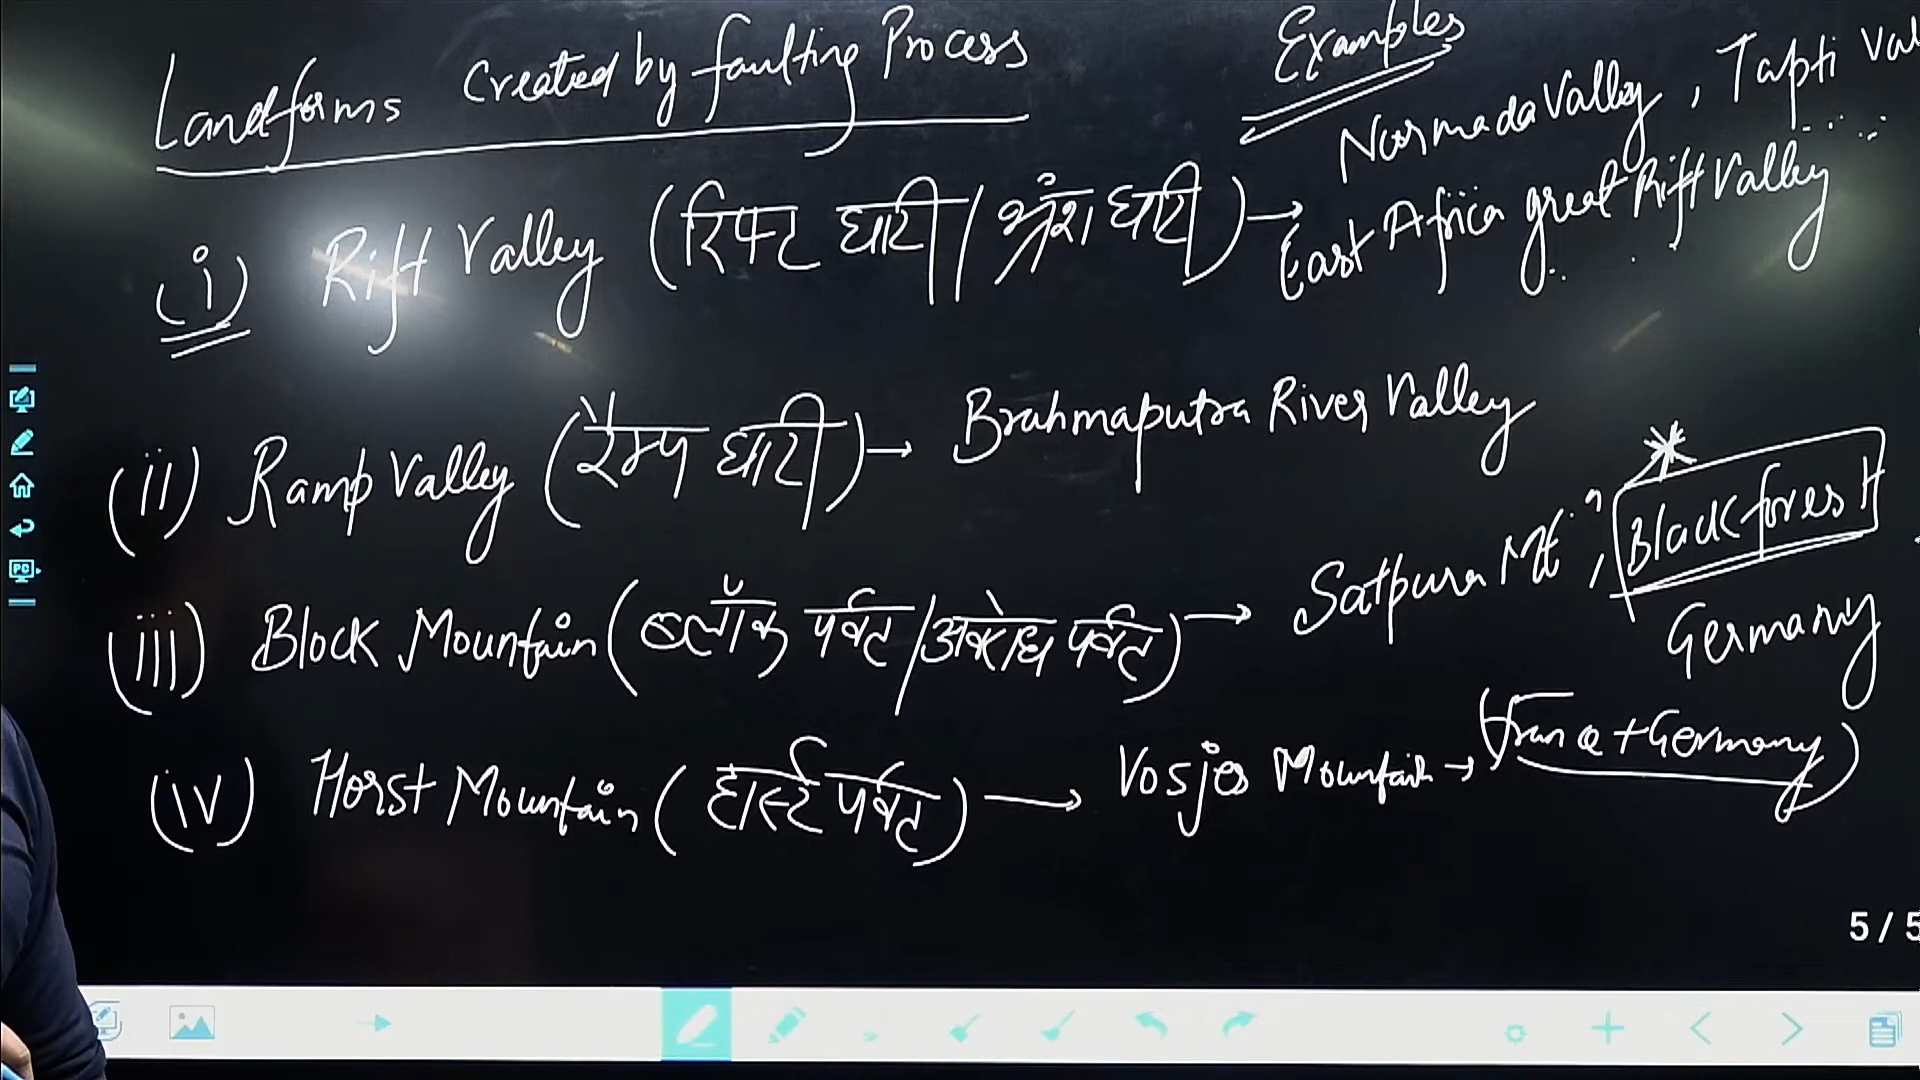 Landforms created by faulting Process
Examples
(i) Rift Valley (रिफ्ट घाटी / भ्रंश घाटी) → Narmada Valley, Tapti Val
East Africa great Rift Valley
(ii) Ramp Valley (रैम्प घाटी) → Brahmaputra River Valley
(iii) Block Mountain (ब्लॉक पर्वत / अवरोधी पर्वत) → Satpura Mt, Black forest
Germany
(iv) Horst Mountain (हार्स्ट पर्वत) → Vosjes Mountain → (France + Germany)
5 / 5
PC